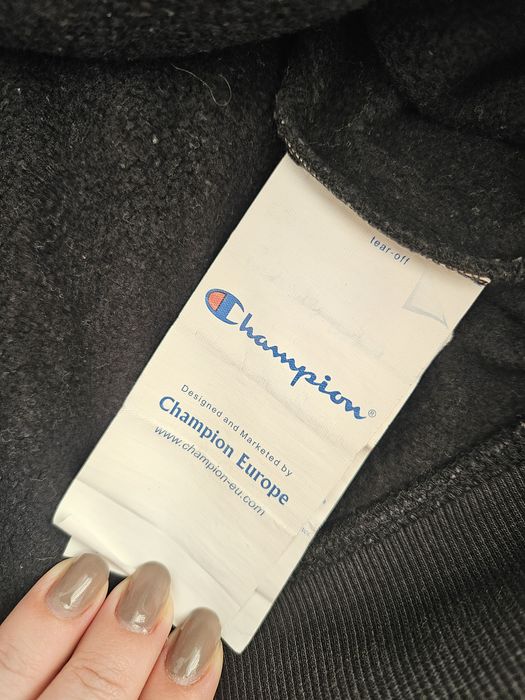 tear-off
Champion®
Designed and Marketed by
Champion Europe
www.champion-eu.com